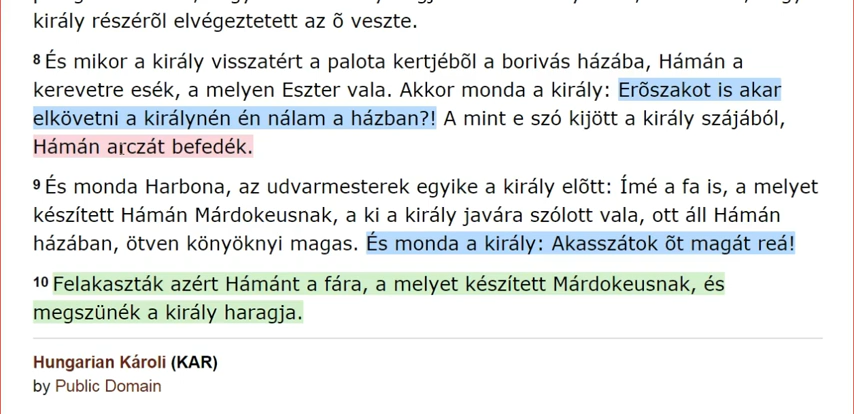 király részérõl elvégeztetett az õ veszte.
8 És mikor a király visszatért a palota kertjébõl a borivás házába, Hámán a
kerevetre esék, a melyen Eszter vala. Akkor monda a király: Erõszakot is akar
elkövetni a királynén én nálam a házban?! A mint e szó kijött a király szájából,
Hámán arczát befedék.
9 És monda Harbona, az udvarmesterek egyike a király elõtt: Ímé a fa is, a melyet
készített Hámán Márdokeusnak, a ki a király javára szólott vala, ott áll Hámán
házában, ötven könyöknyi magas. És monda a király: Akasszátok õt magát reá!
10 Felakaszták azért Hámánt a fára, a melyet készített Márdokeusnak, és
megszünék a király haragja.
Hungarian Károli (KAR)
by Public Domain